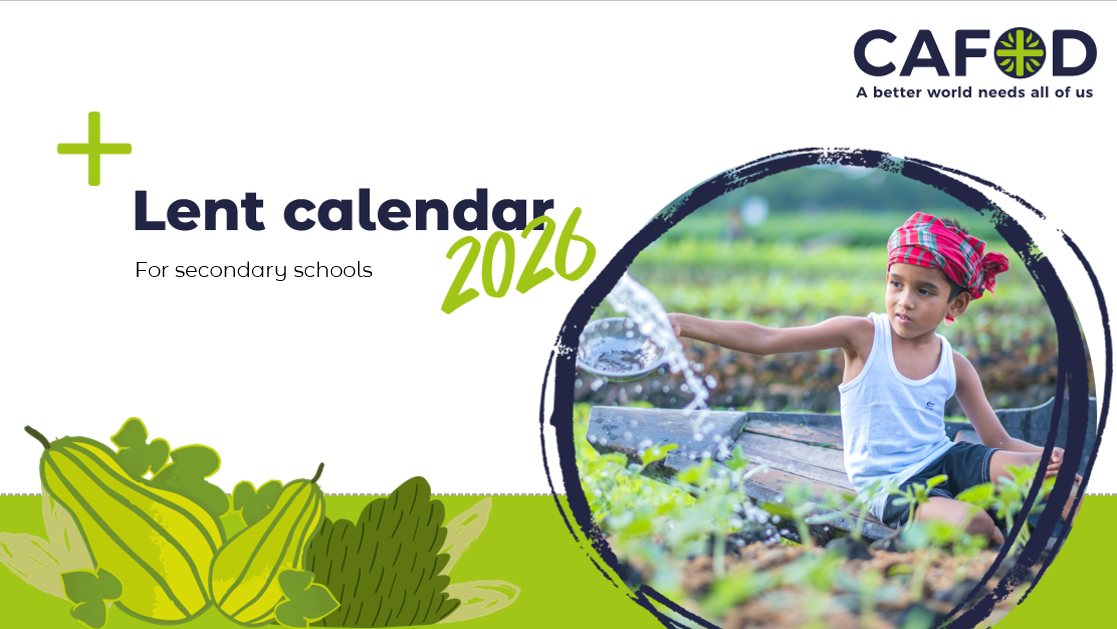 CAFOD
A better world needs all of us
Lent calendar
2026
For secondary schools